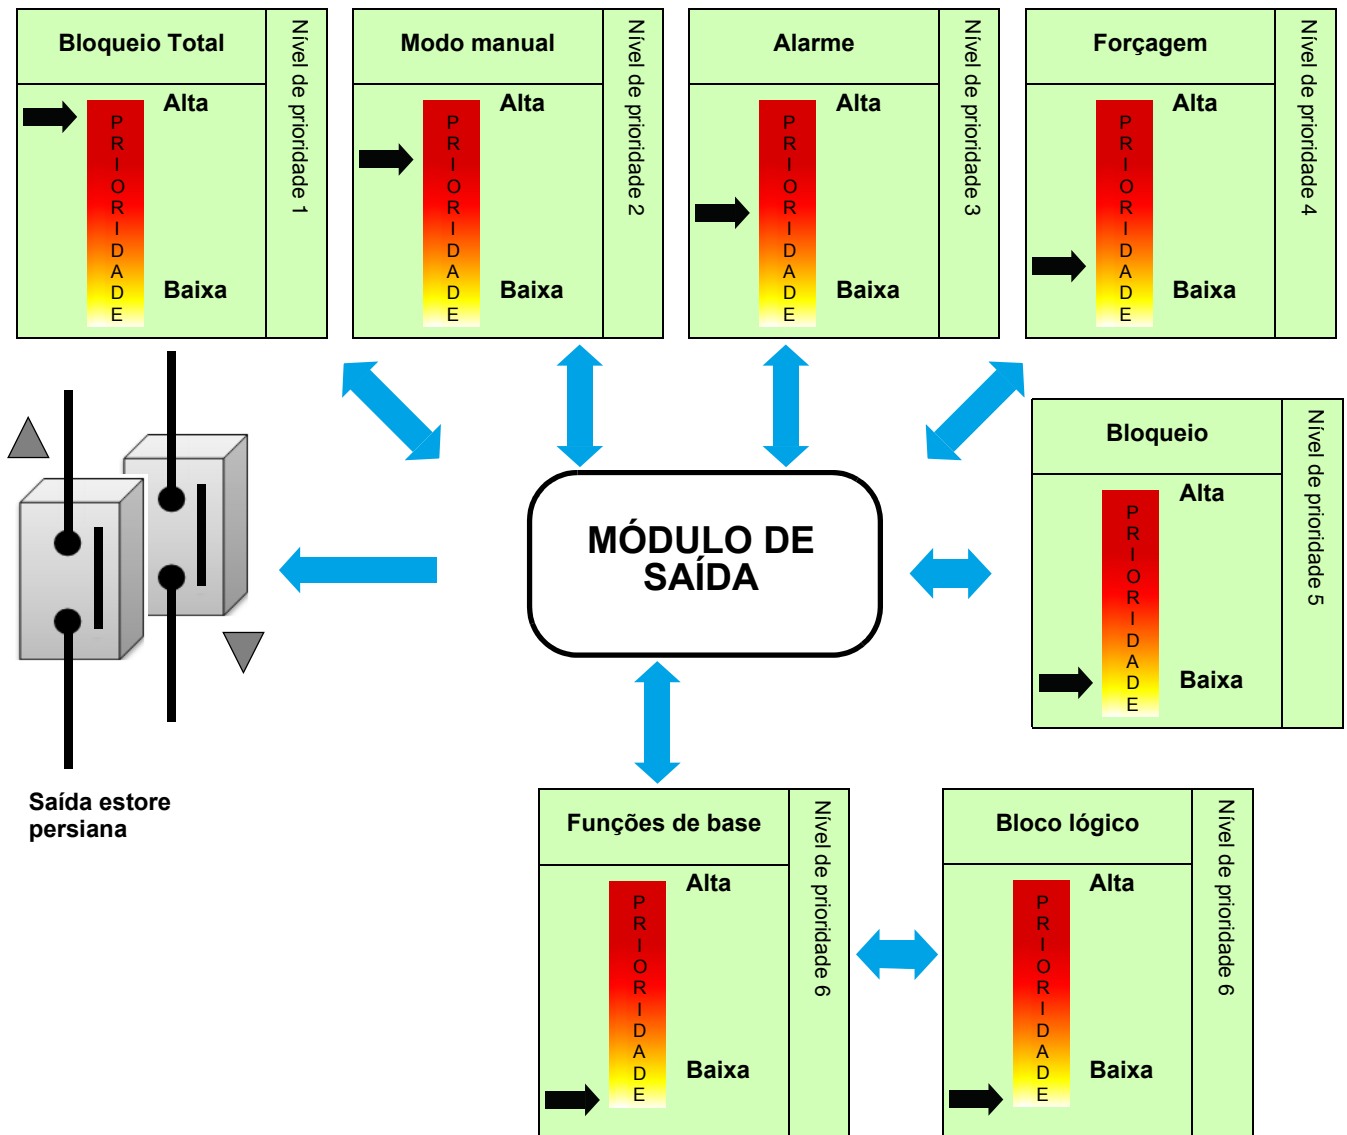 Bloqueio Total
Nível de prioridade 1
Alta
PRIORIDADE
Baixa
Modo manual
Nível de prioridade 2
Alta
PRIORIDADE
Baixa
Alarme
Nível de prioridade 3
Alta
PRIORIDADE
Baixa
Forçagem
Nível de prioridade 4
Alta
PRIORIDADE
Baixa
Bloqueio
Nível de prioridade 5
Alta
PRIORIDADE
Baixa
MÓDULO DE
SAÍDA
Saída estore
persiana
Funções de base
Nível de prioridade 6
Alta
PRIORIDADE
Baixa
Bloco lógico
Nível de prioridade 6
Alta
PRIORIDADE
Baixa